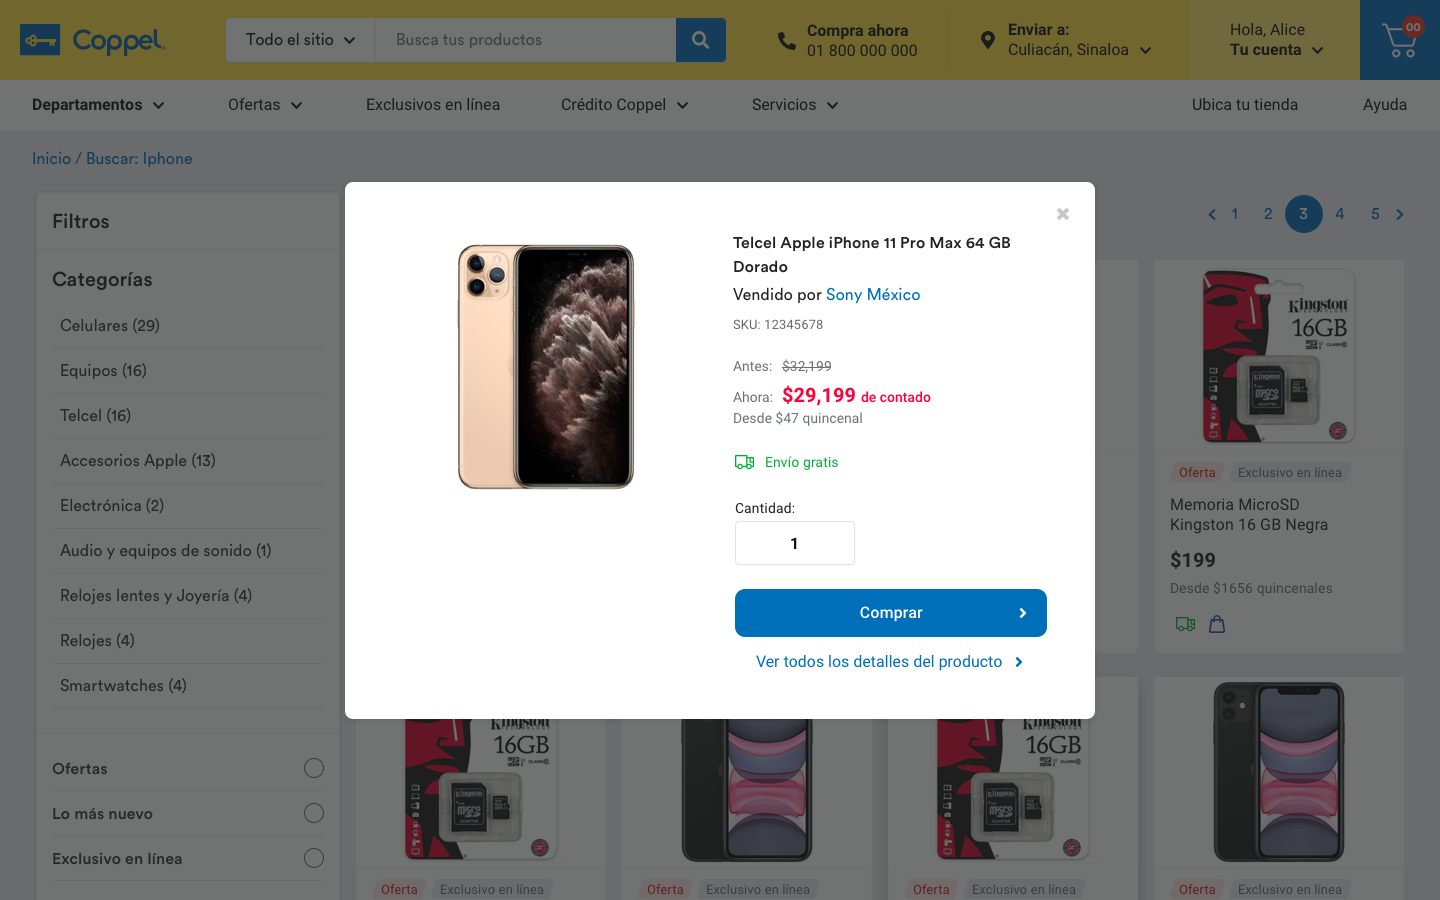 Coppel
Todo el sitio
Busca tus productos
Compra ahora
01 800 000 000
Enviar a:
Culiacán, Sinaloa
Hola, Alice
Tu cuenta
00
Departamentos
Ofertas
Exclusivos en línea
Crédito Coppel
Servicios
Ubica tu tienda
Ayuda
Inicio / Buscar: Iphone
Filtros
Categorías
Celulares (29)
Equipos (16)
Telcel (16)
Accesorios Apple (13)
Electrónica (2)
Audio y equipos de sonido (1)
Relojes lentes y Joyería (4)
Relojes (4)
Smartwatches (4)
Ofertas
Lo más nuevo
Exclusivo en línea
1 2 3 4 5
Telcel Apple iPhone 11 Pro Max 64 GB
Dorado
Vendido por Sony México
SKU: 12345678
Antes: $32,199
Ahora: $29,199 de contado
Desde $47 quincenal
Envío gratis
Cantidad:
1
Comprar
Ver todos los detalles del producto
Kingston
16GB
Oferta
Exclusivo en línea
Memoria MicroSD
Kingston 16 GB Negra
$199
Desde $1656 quincenales
Kingston
16GB
Oferta
Exclusivo en línea
Oferta
Exclusivo en línea
Kingston
16GB
Oferta
Exclusivo en línea
Oferta
Exclusivo en línea